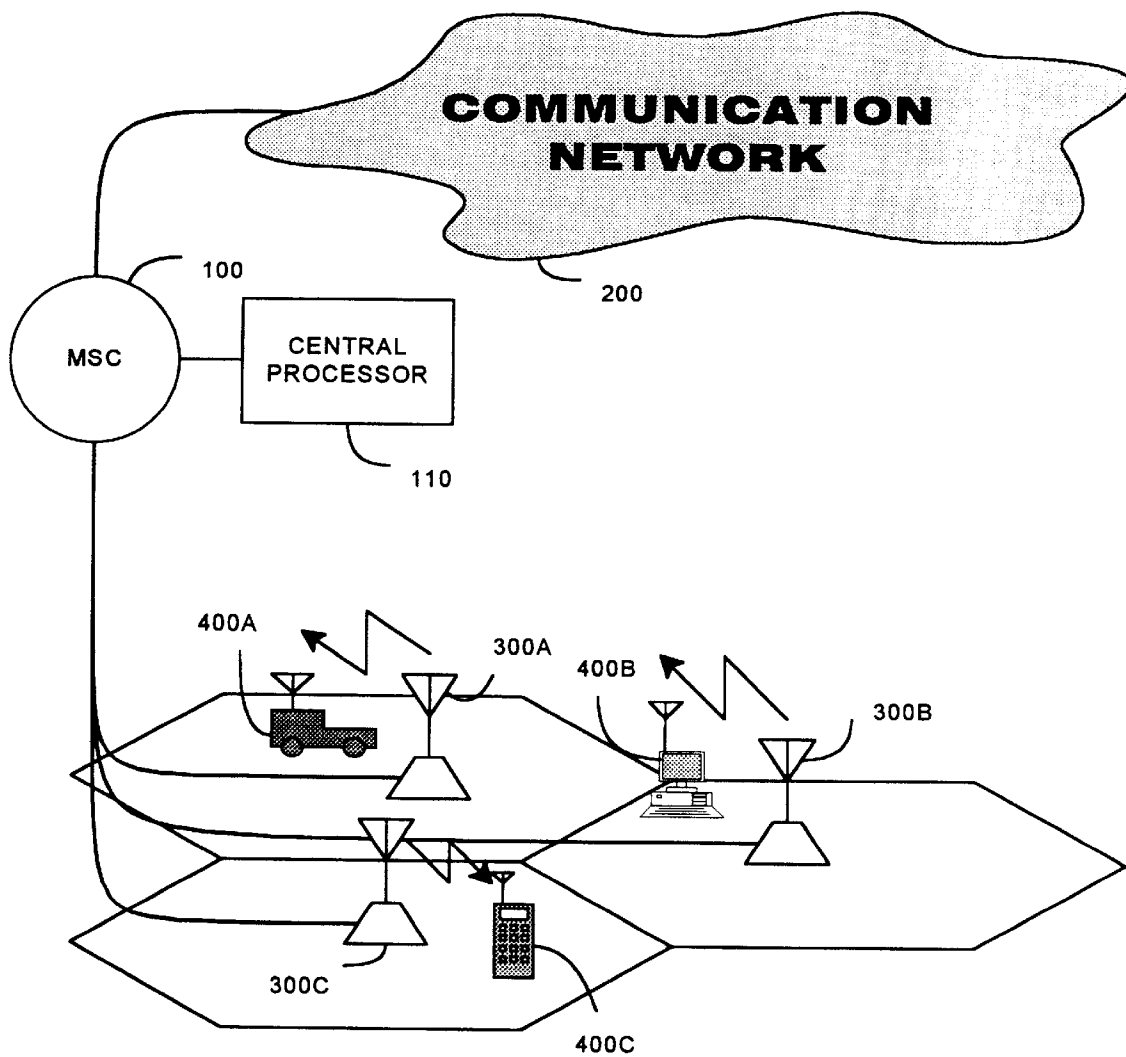 COMMUNICATION
NETWORK
100
200
MSC
CENTRAL
PROCESSOR
110
400A
300A
400B
300B
300C
400C